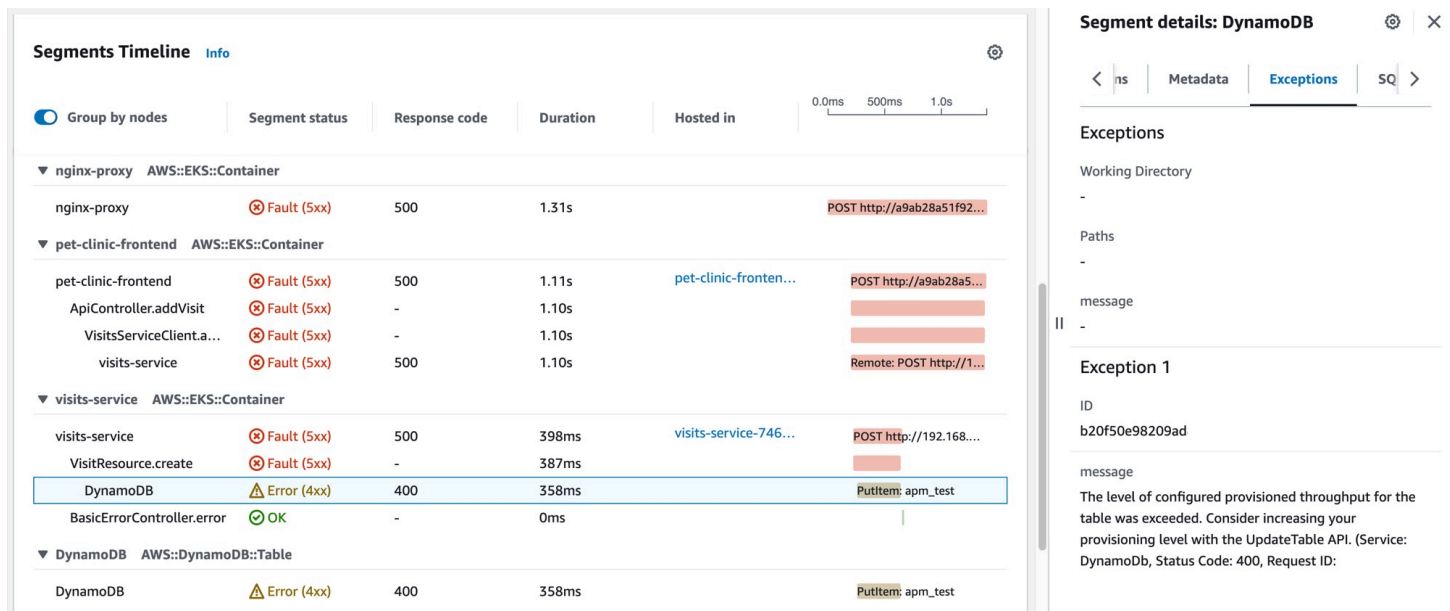 Segments Timeline Info
Group by nodes Segment status Response code Duration Hosted in 0.0ms 500ms 1.0s
nginx-proxy AWS::EKS::Container
nginx-proxy Fault (5xx) 500 1.31s POST http://a9ab28a51f92...
pet-clinic-frontend AWS::EKS::Container
pet-clinic-frontend Fault (5xx) 500 1.11s pet-clinic-fronten... POST http://a9ab28a5...
ApiController.addVisit Fault (5xx) - 1.10s
VisitsServiceClient.a... Fault (5xx) - 1.10s
visits-service Fault (5xx) 500 1.10s Remote: POST http://1...
visits-service AWS::EKS::Container
visits-service Fault (5xx) 500 398ms visits-service-746... POST http://192.168....
VisitResource.create Fault (5xx) - 387ms
DynamoDB Error (4xx) 400 358ms PutItem: apm_test
BasicErrorController.error OK - 0ms
DynamoDB AWS::DynamoDB::Table
DynamoDB Error (4xx) 400 358ms PutItem: apm_test
Segment details: DynamoDB
ns Metadata Exceptions SQ
Exceptions
Working Directory
-
Paths
-
message
-
Exception 1
ID
b20f50e98209ad
message
The level of configured provisioned throughput for the
table was exceeded. Consider increasing your
provisioning level with the UpdateTable API. (Service:
DynamoDb, Status Code: 400, Request ID: